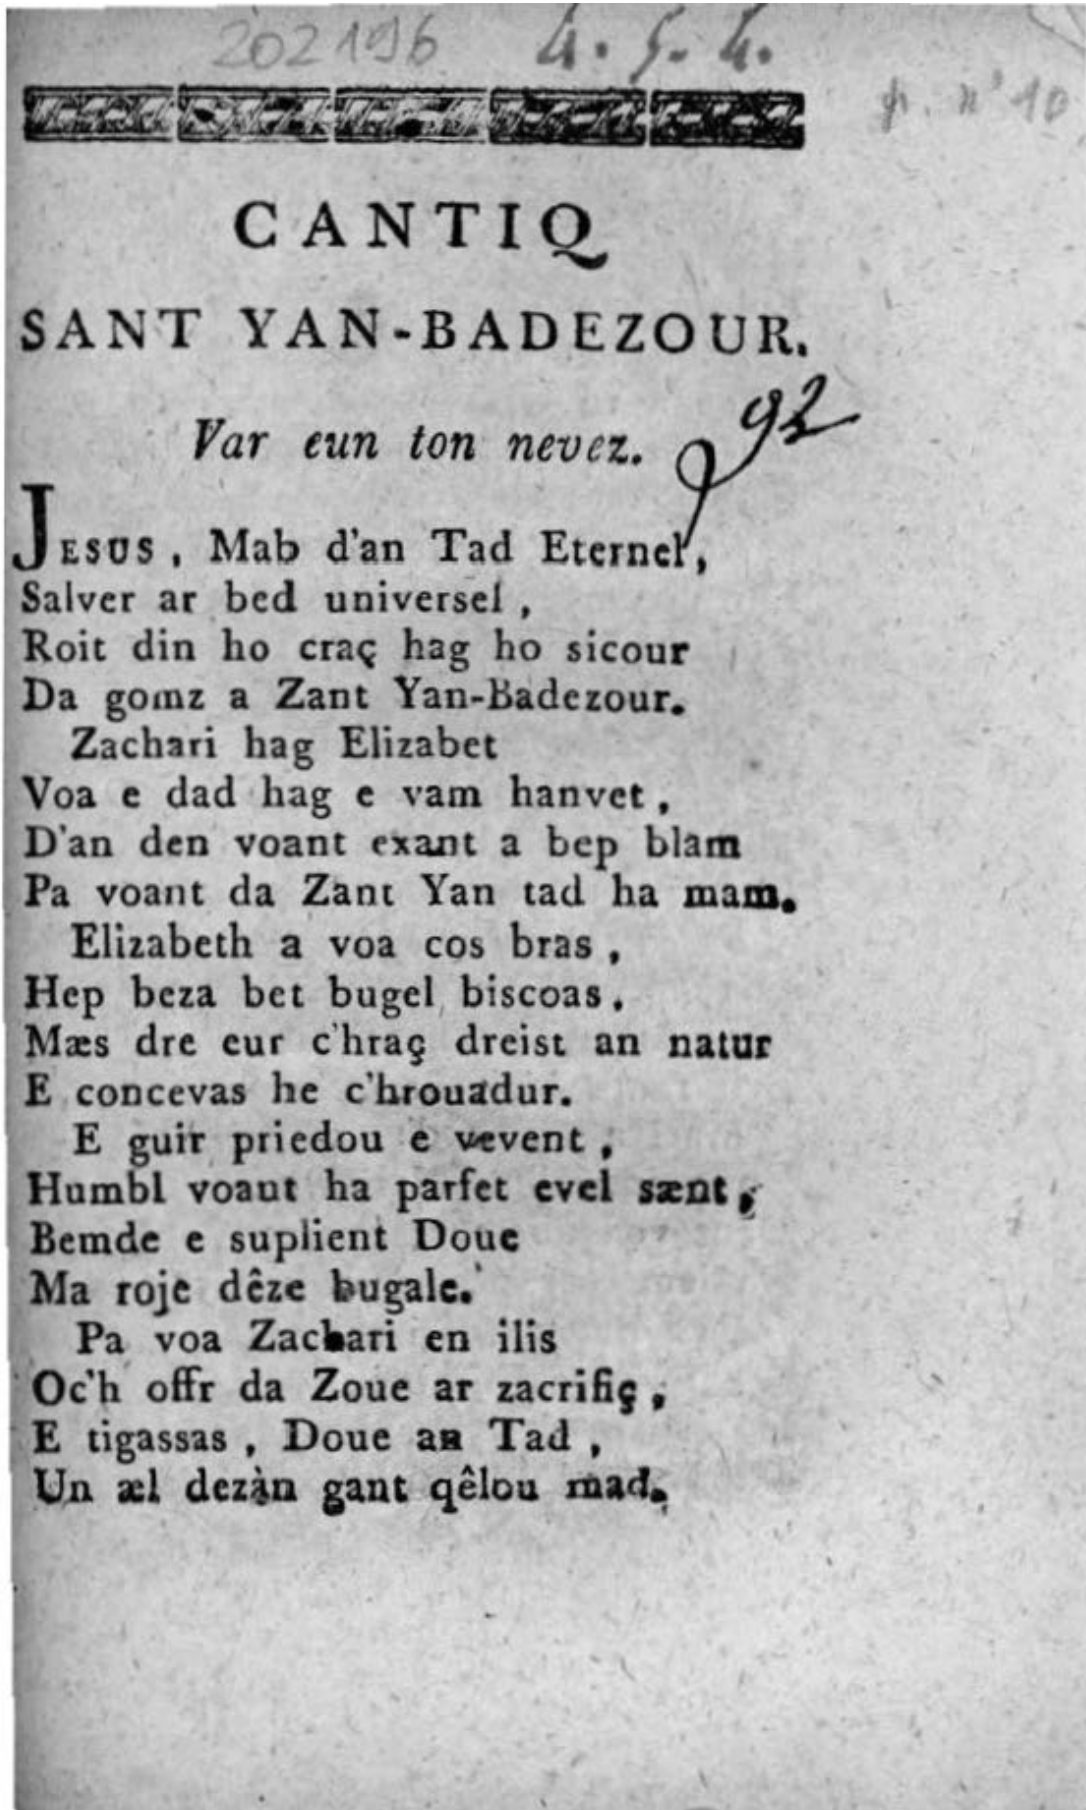 202196 4. 5. 4.
p. n° 10
CANTIQ
SANT YAN-BADEZOUR.
Var eun ton nevez.
92
JESUS, Mab d'an Tad Eternel,
Salver ar bed universel,
Roit din ho craç hag ho sicour
Da gomz a Zant Yan-Badezour.
Zachari hag Elizabet
Voa e dad hag e vam hanvet,
D'an den voant exant a bep blam
Pa voant da Zant Yan tad ha mam.
Elizabeth a voa cos bras,
Hep beza bet bugel biscoas,
Mæs dre eur c'hraç dreist an natur
E concevas he c'hrouadur.
E guir priedou e vevent,
Humbl voant ha parfet evel sænt,
Bemde e suplient Doue
Ma roje dêze bugale.
Pa voa Zachari en ilis
Oc'h offr da Zoue ar zacrifiç,
E tigassas, Doue an Tad,
Un æl dezàn gant qêlou mad.